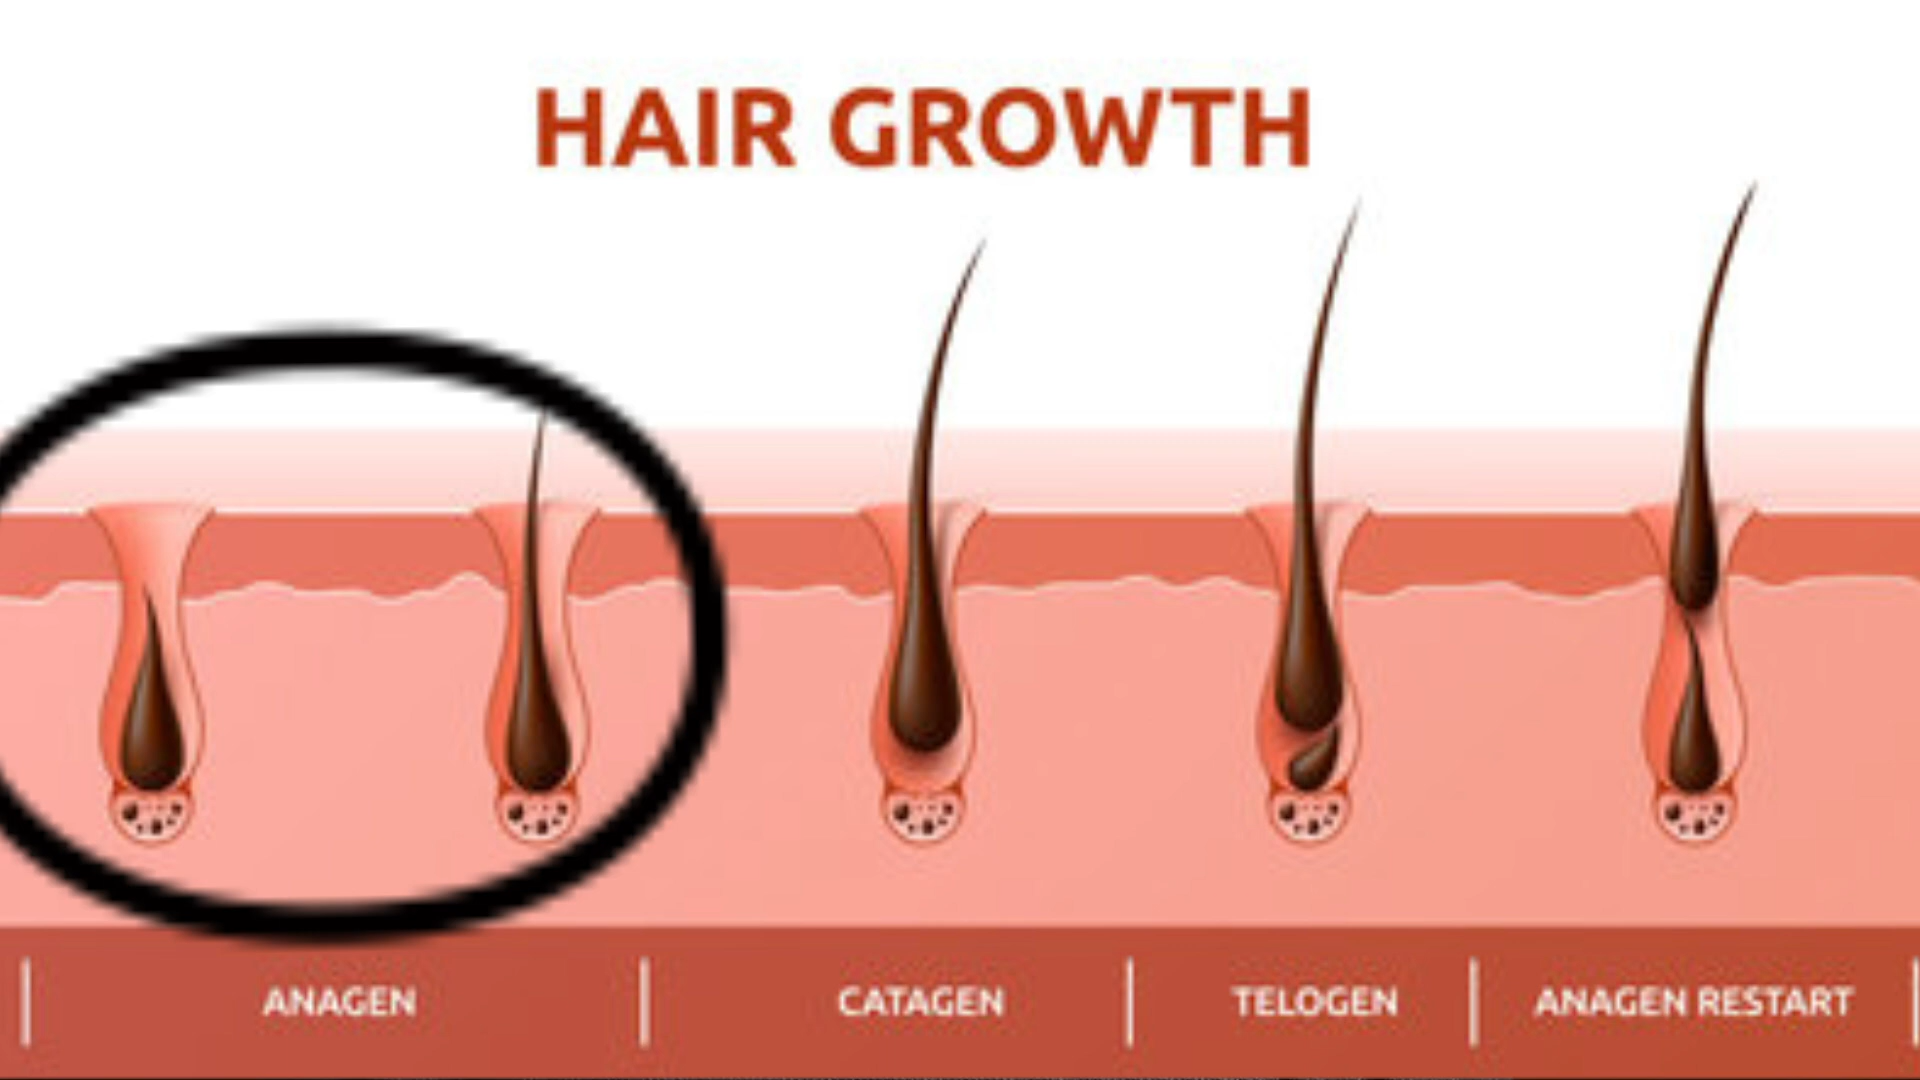 HAIR GROWTH
ANAGEN
CATAGEN
TELOGEN
ANAGEN RESTART